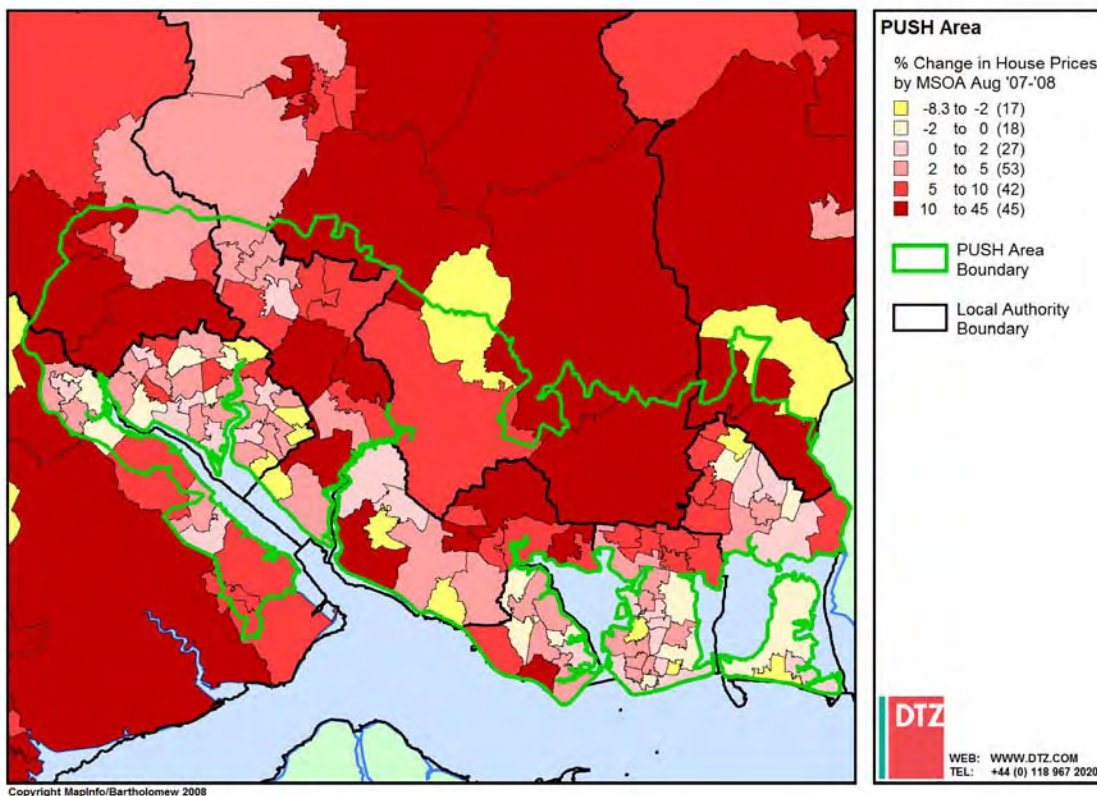 PUSH Area
% Change in House Prices
by MSOA Aug '07-'08
-8.3 to -2 (17)
-2 to 0 (18)
0 to 2 (27)
2 to 5 (53)
5 to 10 (42)
10 to 45 (45)
PUSH Area
Boundary
Local Authority
Boundary
DTZ
WEB: WWW.DTZ.COM
TEL: +44 (0) 118 967 2020
Copyright MapInfo/Bartholomew 2008